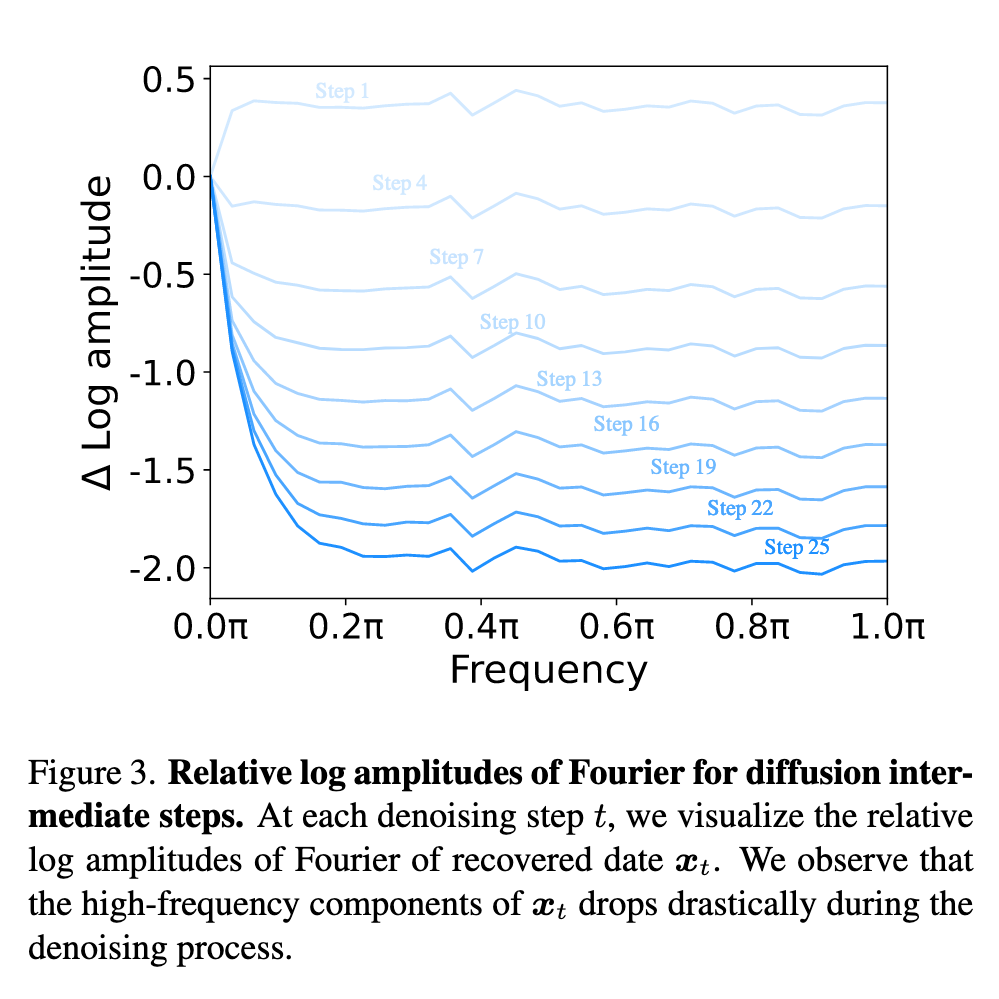 0.5
0.0
-0.5
-1.0
-1.5
-2.0
Δ Log amplitude
Step 1
Step 4
Step 7
Step 10
Step 13
Step 16
Step 19
Step 22
Step 25
0.0π 0.2π 0.4π 0.6π 0.8π 1.0π
Frequency
Figure 3. Relative log amplitudes of Fourier for diffusion inter-
mediate steps. At each denoising step t, we visualize the relative
log amplitudes of Fourier of recovered date xₜ. We observe that
the high-frequency components of xₜ drops drastically during the
denoising process.